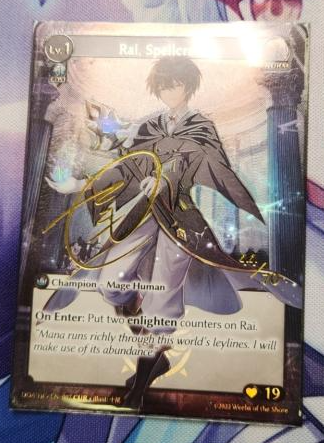 Lv. 1
Rai,
Champion – Mage Human
On Enter: Put two enlighten counters on Rai.
"Mana runs richly through this world's leylines. I will
make use of its abundance."
19
©2022 Weebs of the Shore